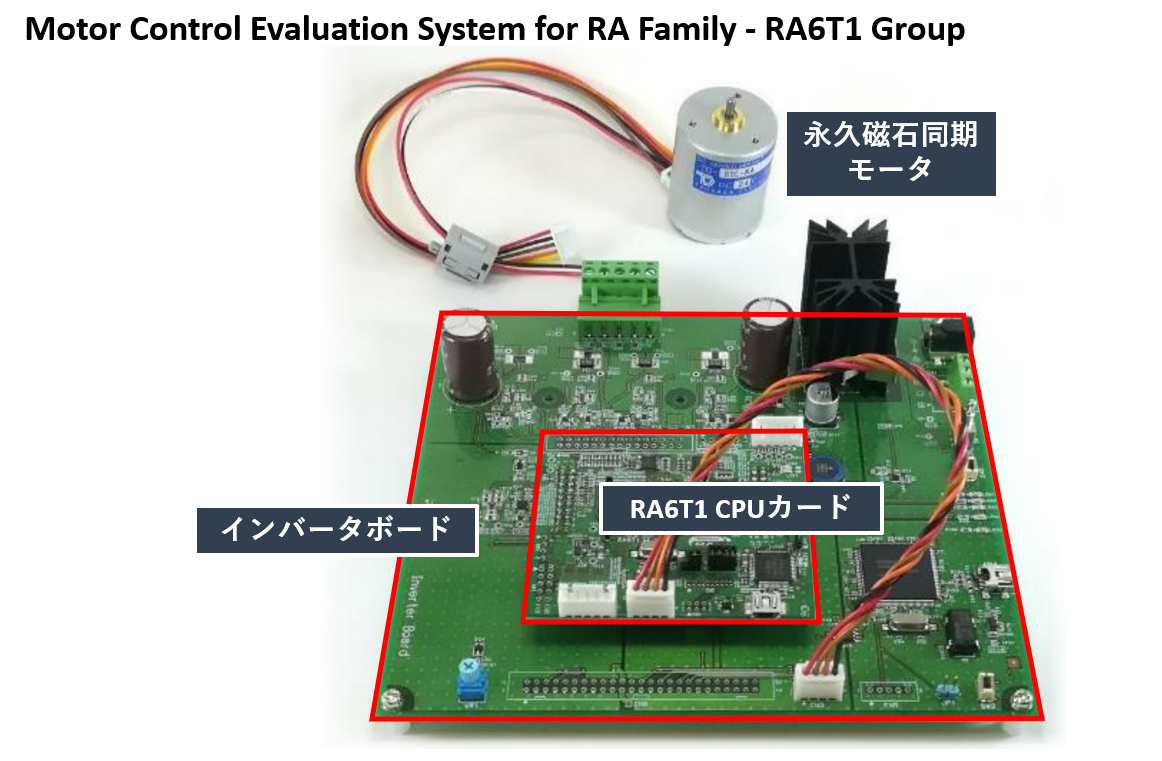 Motor Control Evaluation System for RA Family - RA6T1 Group
永久磁石同期
モータ
RA6T1 CPUカード
インバータボード
Inverter Board